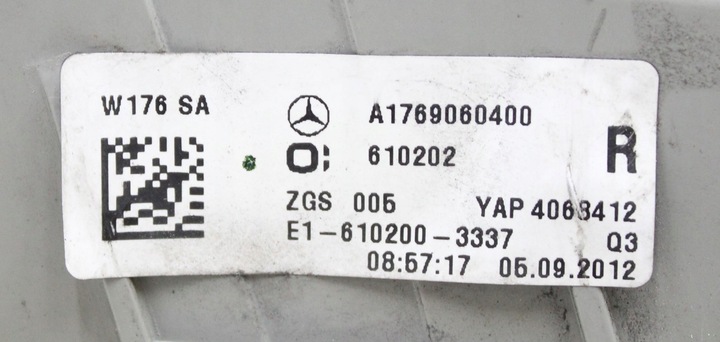 W176 SA A1769060400
610202 R
ZGS 005 YAP 4063412
E1-610200-3337 Q3
08:57:17 05.09.2012